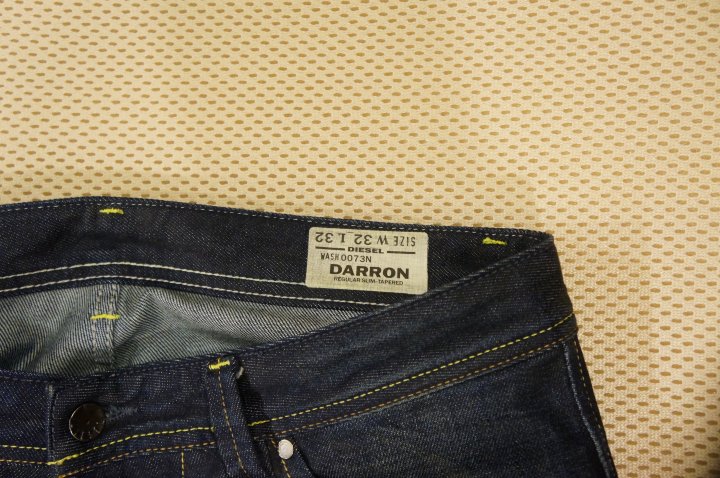 SIZE W 32 L 32
DIESEL
WASH 0073N
DARRON
REGULAR SLIM-TAPERED